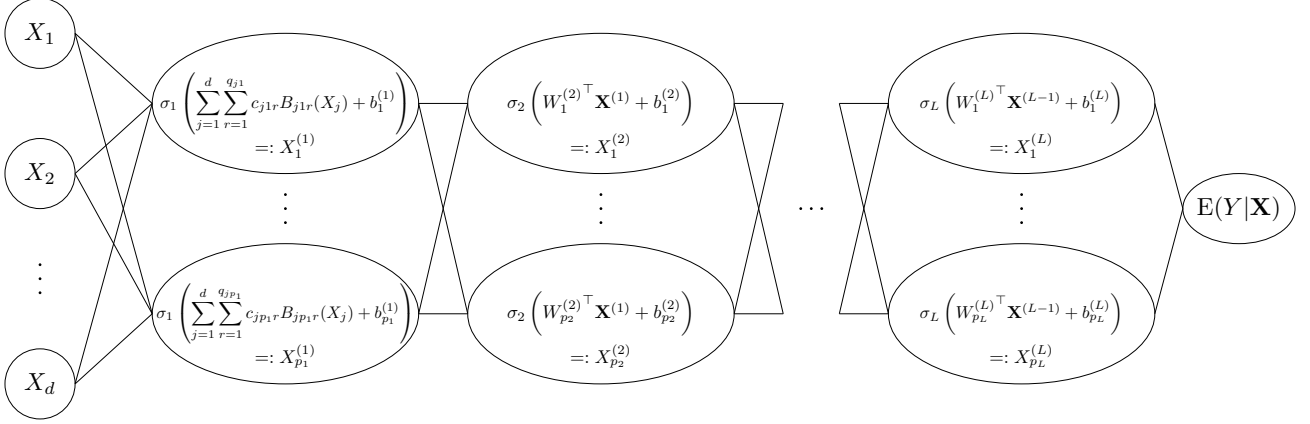 X_1
X_2
⋮
X_d
σ_1 ( ∑_{j=1}^{d} ∑_{r=1}^{q_{j1}} c_{j1r} B_{j1r}(X_j) + b_1^{(1)} )
=: X_1^{(1)}
⋮
σ_1 ( ∑_{j=1}^{d} ∑_{r=1}^{q_{jp_1}} c_{jp_1r} B_{jp_1r}(X_j) + b_{p_1}^{(1)} )
=: X_{p_1}^{(1)}
σ_2 ( W_1^{(2)⊤} 𝐗^{(1)} + b_1^{(2)} )
=: X_1^{(2)}
⋮
σ_2 ( W_{p_2}^{(2)⊤} 𝐗^{(1)} + b_{p_2}^{(2)} )
=: X_{p_2}^{(2)}
⋯
σ_L ( W_1^{(L)⊤} 𝐗^{(L−1)} + b_1^{(L)} )
=: X_1^{(L)}
⋮
σ_L ( W_{p_L}^{(L)⊤} 𝐗^{(L−1)} + b_{p_L}^{(L)} )
=: X_{p_L}^{(L)}
E(Y|𝐗)